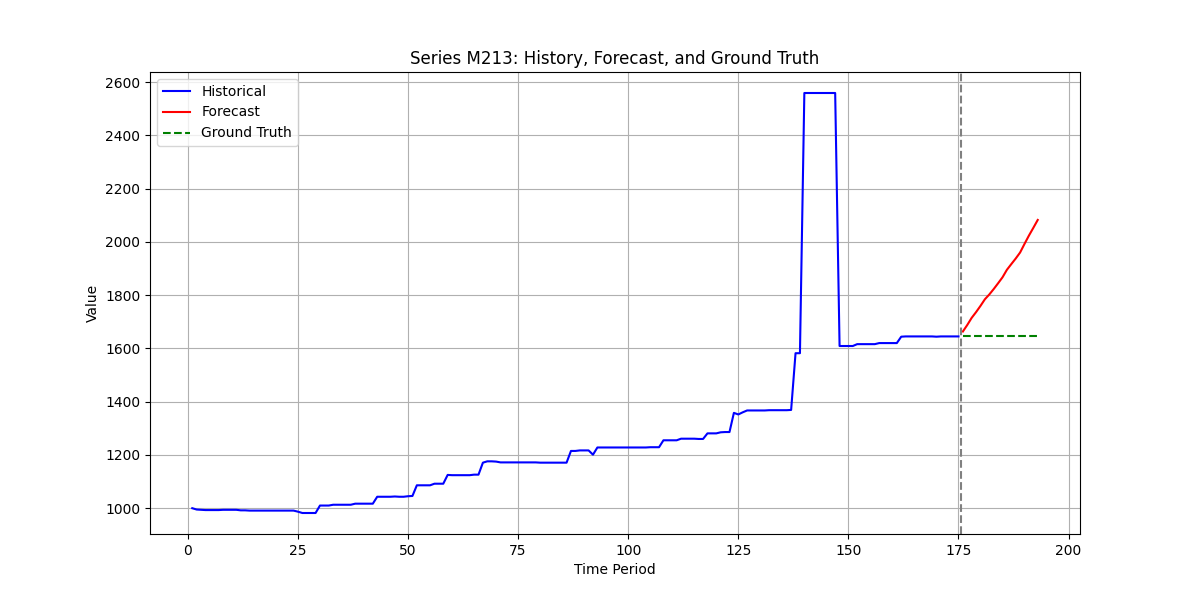 Series M213: History, Forecast, and Ground Truth
Historical
Forecast
Ground Truth
2600
2400
2200
2000
1800
1600
1400
1200
1000
Value
0 25 50 75 100 125 150 175 200
Time Period